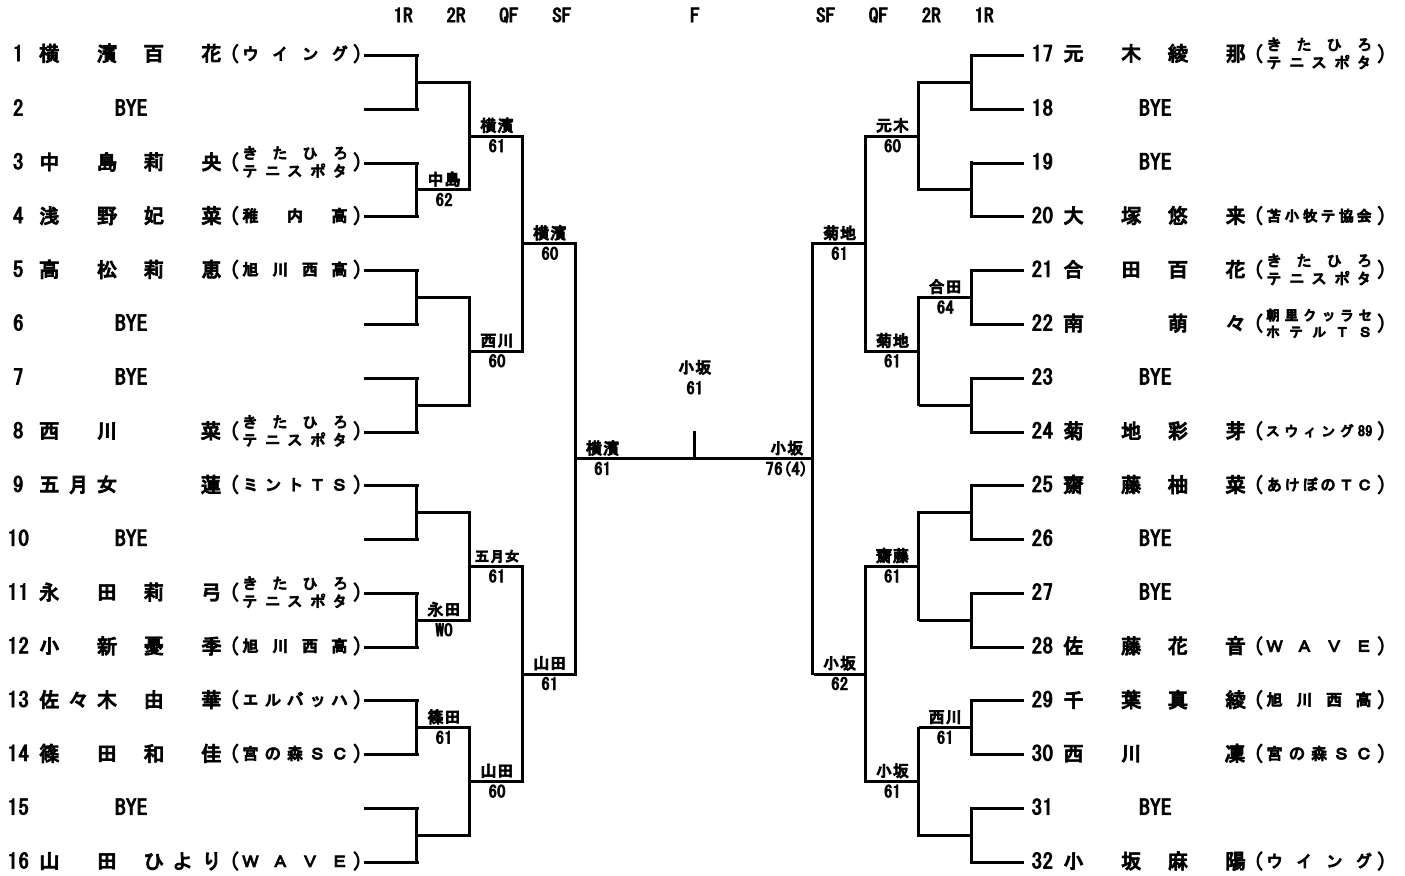 1R 2R QF SF F SF QF 2R 1R
1 横濱百花 (ウイング)
2 BYE
3 中島莉央 (きたひろテニスポタ)
4 浅野妃菜 (稚内高)
5 高松莉恵 (旭川西高)
6 BYE
7 BYE
8 西川菜 (きたひろテニスポタ)
9 五月女蓮 (ミントTS)
10 BYE
11 永田莉弓 (きたひろテニスポタ)
12 小新憂季 (旭川西高)
13 佐々木由華 (エルバッハ)
14 篠田和佳 (宮の森SC)
15 BYE
16 山田ひより (WAVE)
中島
62
永田
WO
篠田
61
横濱
61
西川
60
五月女
61
山田
60
横濱
60
山田
61
横濱
61
小坂
61
小坂
76(4)
菊地
61
小坂
62
元木
60
菊地
61
齋藤
61
小坂
61
合田
64
西川
61
17 元木綾那 (きたひろテニスポタ)
18 BYE
19 BYE
20 大塚悠来 (苫小牧テ協会)
21 合田百花 (きたひろテニスポタ)
22 南萌々 (朝里クッラセホテルTS)
23 BYE
24 菊地彩芽 (スウィング89)
25 齋藤柚菜 (あけぼのTC)
26 BYE
27 BYE
28 佐藤花音 (WAVE)
29 千葉真綾 (旭川西高)
30 西川凜 (宮の森SC)
31 BYE
32 小坂麻陽 (ウイング)